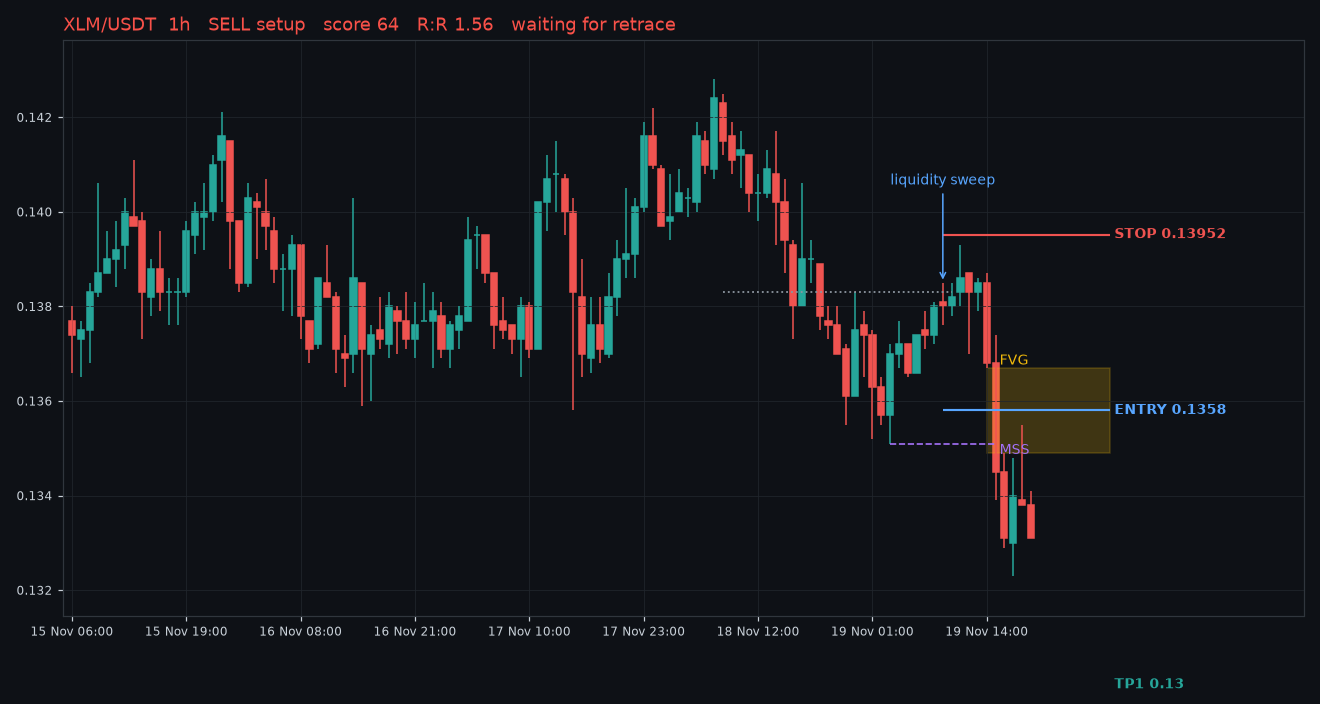 XLM/USDT 1h SELL setup score 64 R:R 1.56 waiting for retrace
0.142
liquidity sweep
0.140
STOP 0.13952
0.138
FVG
0.136
ENTRY 0.1358
MSS
0.134
0.132
15 Nov 06:00 15 Nov 19:00 16 Nov 08:00 16 Nov 21:00 17 Nov 10:00 17 Nov 23:00 18 Nov 12:00 19 Nov 01:00 19 Nov 14:00
TP1 0.13